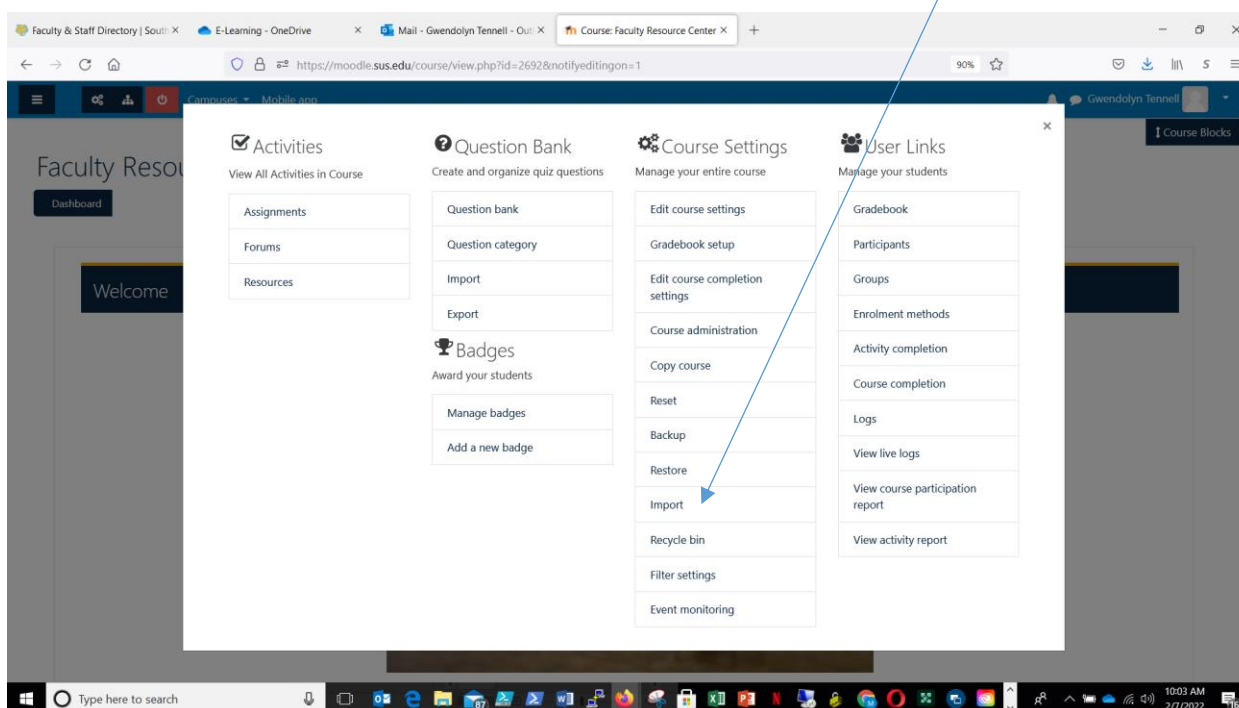 Faculty & Staff Directory | South
E-Learning - OneDrive
Mail - Gwendolyn Tennell - Out
Course: Faculty Resource Center
https://moodle.sus.edu/course/view.php?id=2692&notifyeditingon=1
90%
Campuses Mobile app
Gwendolyn Tennell
Course Blocks
Faculty Resou
Dashboard
Welcome
Activities
View All Activities in Course
Assignments
Forums
Resources
Question Bank
Create and organize quiz questions
Question bank
Question category
Import
Export
Badges
Award your students
Manage badges
Add a new badge
Course Settings
Manage your entire course
Edit course settings
Gradebook setup
Edit course completion
settings
Course administration
Copy course
Reset
Backup
Restore
Import
Recycle bin
Filter settings
Event monitoring
User Links
Manage your students
Gradebook
Participants
Groups
Enrolment methods
Activity completion
Course completion
Logs
View live logs
View course participation
report
View activity report
Type here to search
10:03 AM
2/7/2022